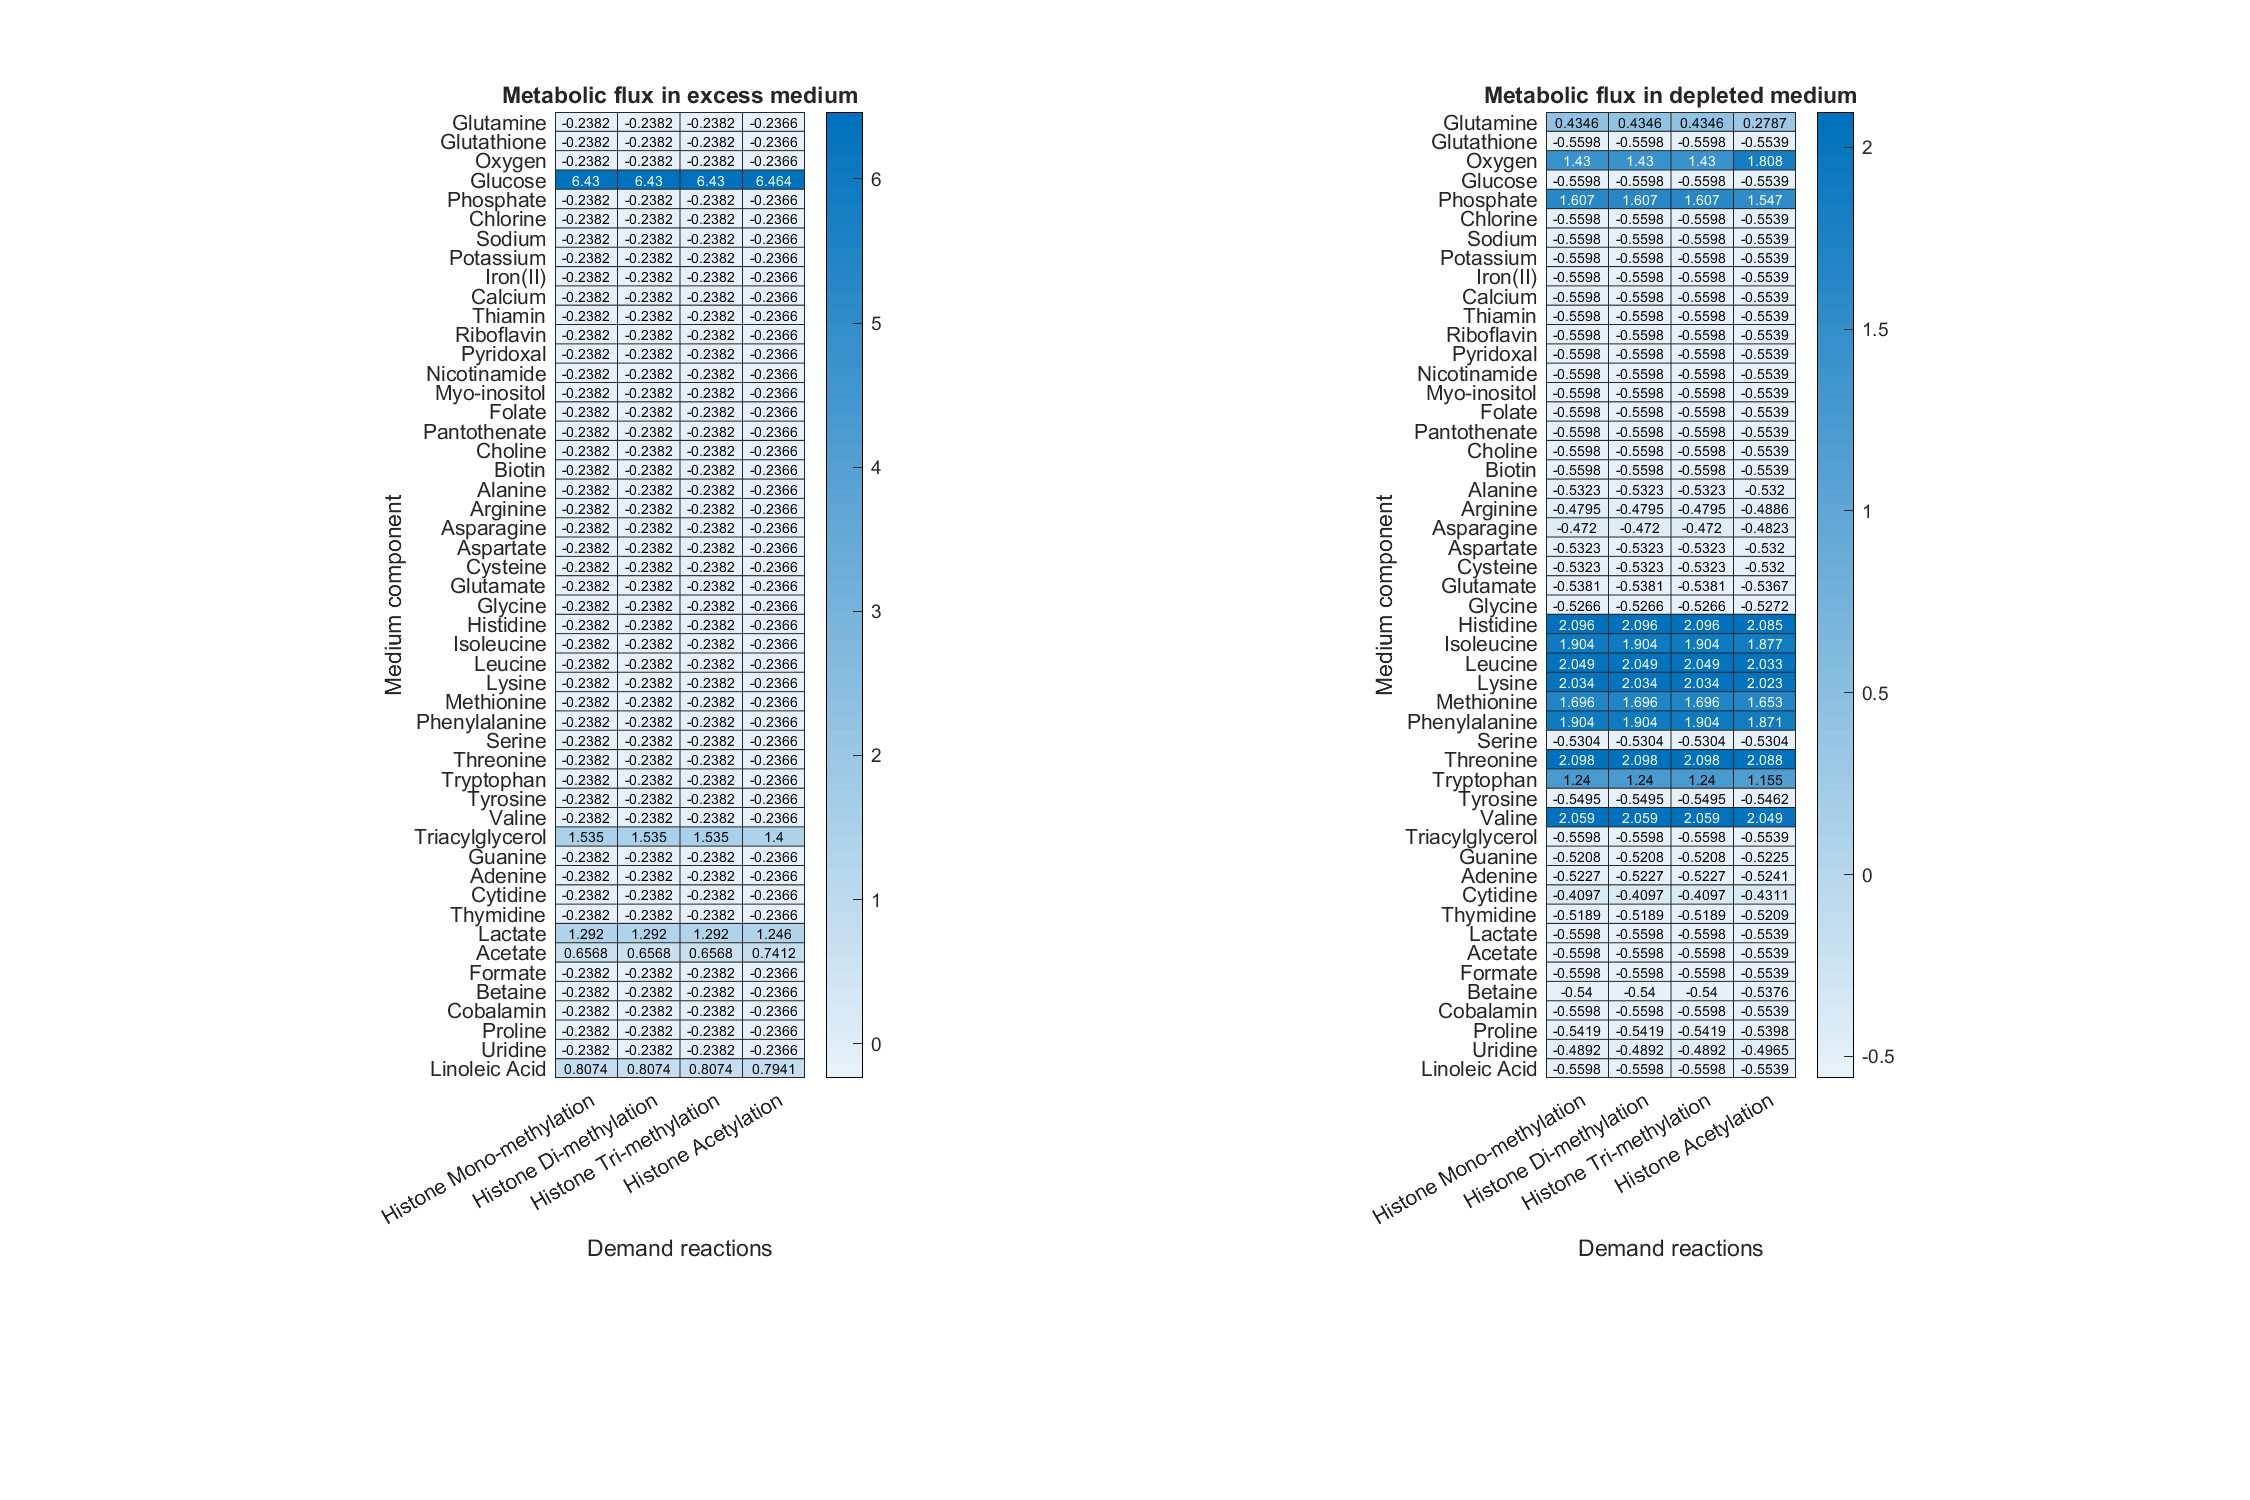 Metabolic flux in excess medium
Glutamine -0.2382 -0.2382 -0.2382 -0.2366
Glutathione -0.2382 -0.2382 -0.2382 -0.2366
Oxygen -0.2382 -0.2382 -0.2382 -0.2366
Glucose 6.43 6.43 6.43 6.464
Phosphate -0.2382 -0.2382 -0.2382 -0.2366
Chlorine -0.2382 -0.2382 -0.2382 -0.2366
Sodium -0.2382 -0.2382 -0.2382 -0.2366
Potassium -0.2382 -0.2382 -0.2382 -0.2366
Iron(II) -0.2382 -0.2382 -0.2382 -0.2366
Calcium -0.2382 -0.2382 -0.2382 -0.2366
Thiamin -0.2382 -0.2382 -0.2382 -0.2366
Riboflavin -0.2382 -0.2382 -0.2382 -0.2366
Pyridoxal -0.2382 -0.2382 -0.2382 -0.2366
Nicotinamide -0.2382 -0.2382 -0.2382 -0.2366
Myo-inositol -0.2382 -0.2382 -0.2382 -0.2366
Folate -0.2382 -0.2382 -0.2382 -0.2366
Pantothenate -0.2382 -0.2382 -0.2382 -0.2366
Choline -0.2382 -0.2382 -0.2382 -0.2366
Biotin -0.2382 -0.2382 -0.2382 -0.2366
Alanine -0.2382 -0.2382 -0.2382 -0.2366
Arginine -0.2382 -0.2382 -0.2382 -0.2366
Asparagine -0.2382 -0.2382 -0.2382 -0.2366
Aspartate -0.2382 -0.2382 -0.2382 -0.2366
Cysteine -0.2382 -0.2382 -0.2382 -0.2366
Glutamate -0.2382 -0.2382 -0.2382 -0.2366
Glycine -0.2382 -0.2382 -0.2382 -0.2366
Histidine -0.2382 -0.2382 -0.2382 -0.2366
Isoleucine -0.2382 -0.2382 -0.2382 -0.2366
Leucine -0.2382 -0.2382 -0.2382 -0.2366
Lysine -0.2382 -0.2382 -0.2382 -0.2366
Methionine -0.2382 -0.2382 -0.2382 -0.2366
Phenylalanine -0.2382 -0.2382 -0.2382 -0.2366
Serine -0.2382 -0.2382 -0.2382 -0.2366
Threonine -0.2382 -0.2382 -0.2382 -0.2366
Tryptophan -0.2382 -0.2382 -0.2382 -0.2366
Tyrosine -0.2382 -0.2382 -0.2382 -0.2366
Valine -0.2382 -0.2382 -0.2382 -0.2366
Triacylglycerol 1.535 1.535 1.535 1.4
Guanine -0.2382 -0.2382 -0.2382 -0.2366
Adenine -0.2382 -0.2382 -0.2382 -0.2366
Cytidine -0.2382 -0.2382 -0.2382 -0.2366
Thymidine -0.2382 -0.2382 -0.2382 -0.2366
Lactate 1.292 1.292 1.292 1.246
Acetate 0.6568 0.6568 0.6568 0.7412
Formate -0.2382 -0.2382 -0.2382 -0.2366
Betaine -0.2382 -0.2382 -0.2382 -0.2366
Cobalamin -0.2382 -0.2382 -0.2382 -0.2366
Proline -0.2382 -0.2382 -0.2382 -0.2366
Uridine -0.2382 -0.2382 -0.2382 -0.2366
Linoleic Acid 0.8074 0.8074 0.8074 0.7941
Medium component
6
5
4
3
2
1
0
Histone Mono-methylation
Histone Di-methylation
Histone Tri-methylation
Histone Acetylation
Demand reactions
Metabolic flux in depleted medium
Glutamine 0.4346 0.4346 0.4346 0.2787
Glutathione -0.5598 -0.5598 -0.5598 -0.5539
Oxygen 1.43 1.43 1.43 1.808
Glucose -0.5598 -0.5598 -0.5598 -0.5539
Phosphate 1.607 1.607 1.607 1.547
Chlorine -0.5598 -0.5598 -0.5598 -0.5539
Sodium -0.5598 -0.5598 -0.5598 -0.5539
Potassium -0.5598 -0.5598 -0.5598 -0.5539
Iron(II) -0.5598 -0.5598 -0.5598 -0.5539
Calcium -0.5598 -0.5598 -0.5598 -0.5539
Thiamin -0.5598 -0.5598 -0.5598 -0.5539
Riboflavin -0.5598 -0.5598 -0.5598 -0.5539
Pyridoxal -0.5598 -0.5598 -0.5598 -0.5539
Nicotinamide -0.5598 -0.5598 -0.5598 -0.5539
Myo-inositol -0.5598 -0.5598 -0.5598 -0.5539
Folate -0.5598 -0.5598 -0.5598 -0.5539
Pantothenate -0.5598 -0.5598 -0.5598 -0.5539
Choline -0.5598 -0.5598 -0.5598 -0.5539
Biotin -0.5598 -0.5598 -0.5598 -0.5539
Alanine -0.5323 -0.5323 -0.5323 -0.532
Arginine -0.4795 -0.4795 -0.4795 -0.4886
Asparagine -0.472 -0.472 -0.472 -0.4823
Aspartate -0.5323 -0.5323 -0.5323 -0.532
Cysteine -0.5323 -0.5323 -0.5323 -0.532
Glutamate -0.5381 -0.5381 -0.5381 -0.5367
Glycine -0.5266 -0.5266 -0.5266 -0.5272
Histidine 2.096 2.096 2.096 2.085
Isoleucine 1.904 1.904 1.904 1.877
Leucine 2.049 2.049 2.049 2.033
Lysine 2.034 2.034 2.034 2.023
Methionine 1.696 1.696 1.696 1.653
Phenylalanine 1.904 1.904 1.904 1.871
Serine -0.5304 -0.5304 -0.5304 -0.5304
Threonine 2.098 2.098 2.098 2.088
Tryptophan 1.24 1.24 1.24 1.155
Tyrosine -0.5495 -0.5495 -0.5495 -0.5462
Valine 2.059 2.059 2.059 2.049
Triacylglycerol -0.5598 -0.5598 -0.5598 -0.5539
Guanine -0.5208 -0.5208 -0.5208 -0.5225
Adenine -0.5227 -0.5227 -0.5227 -0.5241
Cytidine -0.4097 -0.4097 -0.4097 -0.4311
Thymidine -0.5189 -0.5189 -0.5189 -0.5209
Lactate -0.5598 -0.5598 -0.5598 -0.5539
Acetate -0.5598 -0.5598 -0.5598 -0.5539
Formate -0.5598 -0.5598 -0.5598 -0.5539
Betaine -0.54 -0.54 -0.54 -0.5376
Cobalamin -0.5598 -0.5598 -0.5598 -0.5539
Proline -0.5419 -0.5419 -0.5419 -0.5398
Uridine -0.4892 -0.4892 -0.4892 -0.4965
Linoleic Acid -0.5598 -0.5598 -0.5598 -0.5539
Medium component
2
1.5
1
0.5
0
-0.5
Histone Mono-methylation
Histone Di-methylation
Histone Tri-methylation
Histone Acetylation
Demand reactions